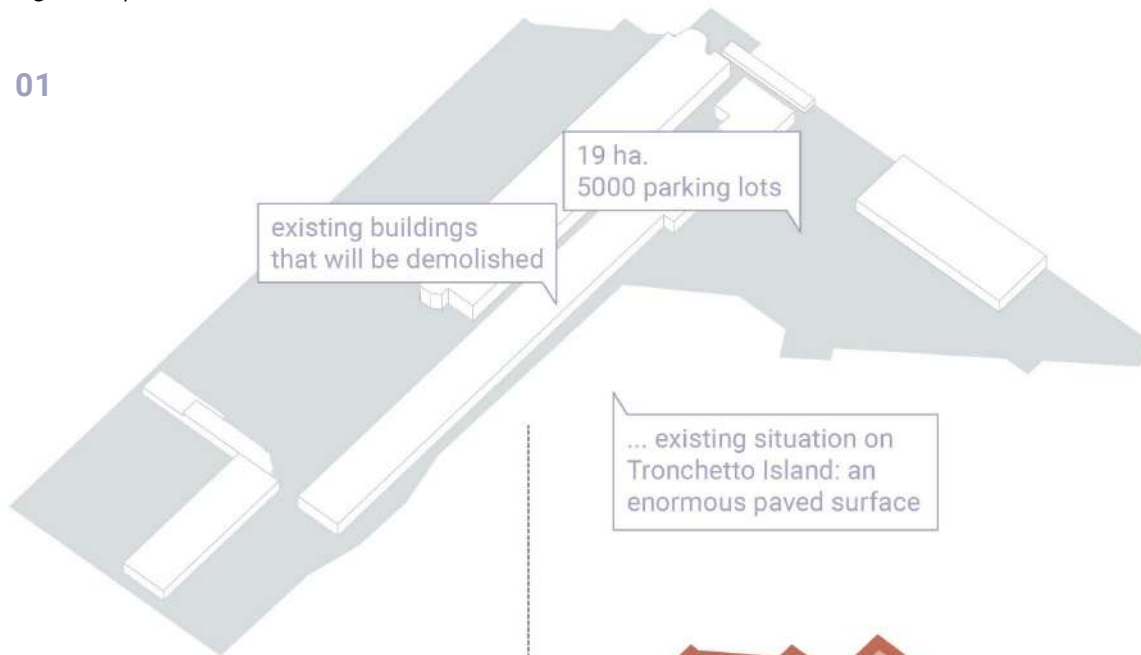 01
19 ha.
5000 parking lots
existing buildings
that will be demolished
... existing situation on
Tronchetto Island: an
enormous paved surface